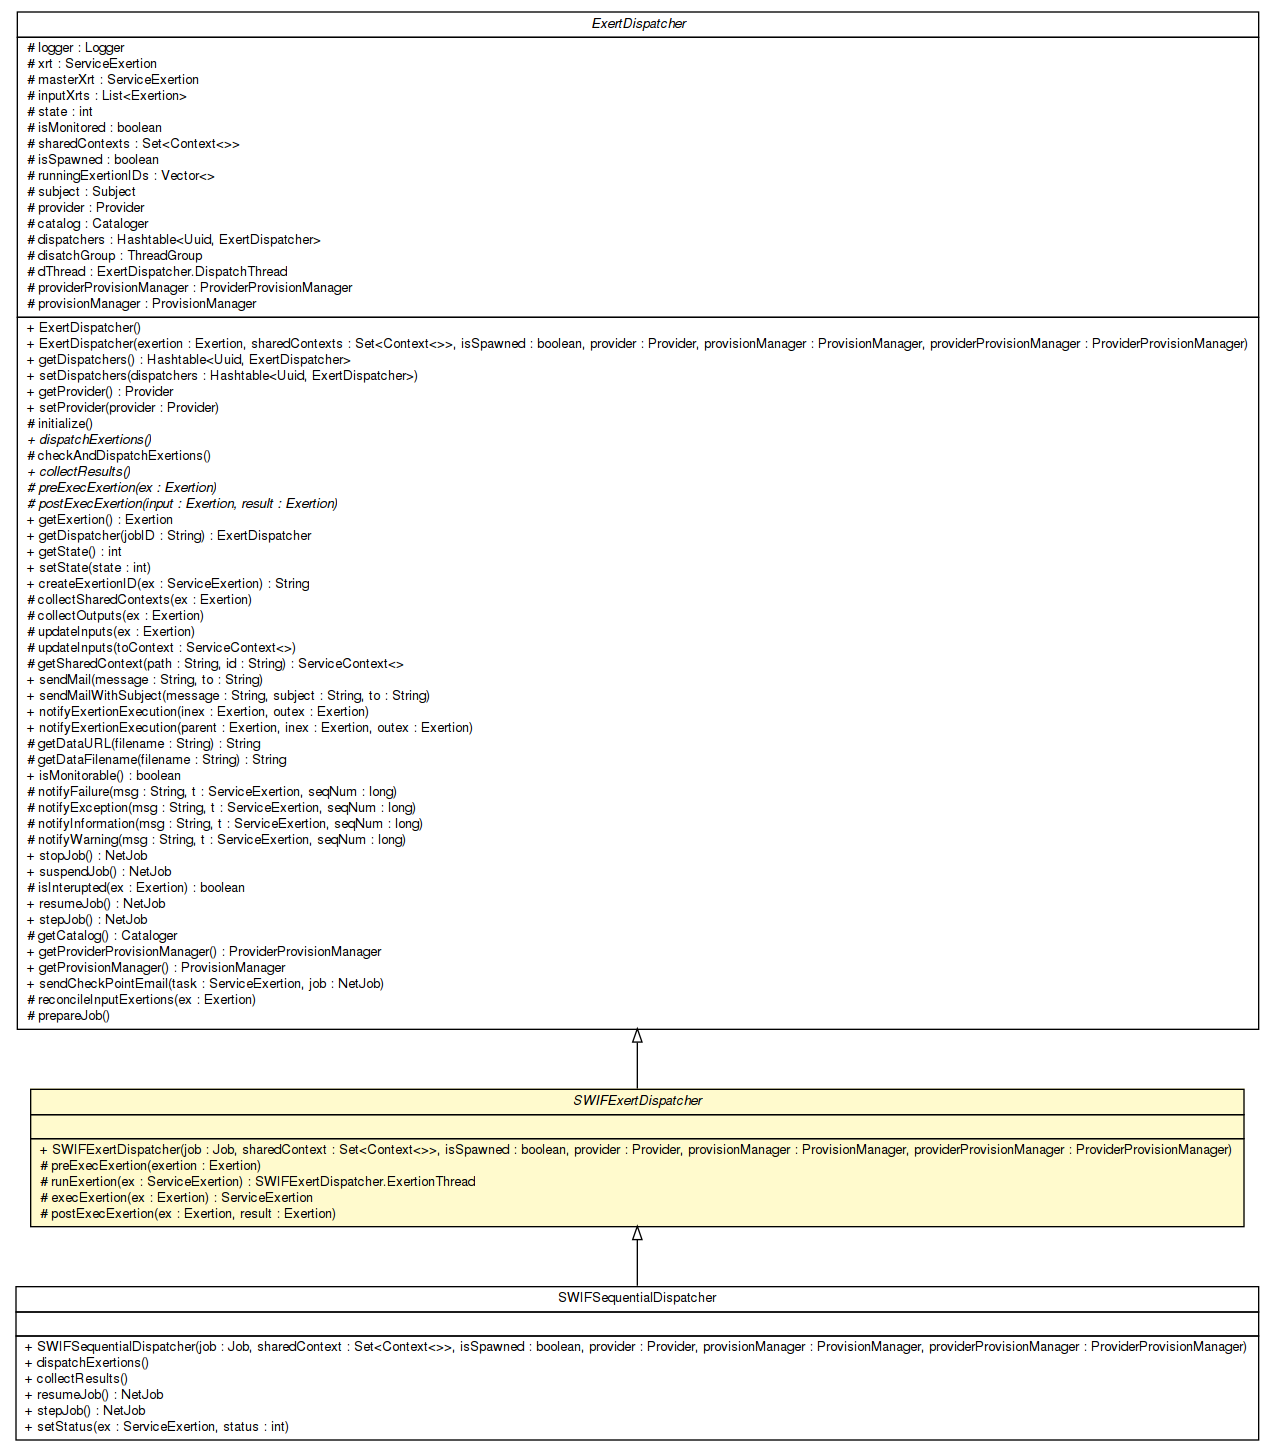 ExertDispatcher
# logger : Logger
# xrt : ServiceExertion
# masterXrt : ServiceExertion
# inputXrts : List<Exertion>
# state : int
# isMonitored : boolean
# sharedContexts : Set<Context<>>
# isSpawned : boolean
# runningExertionIDs : Vector<>
# subject : Subject
# provider : Provider
# catalog : Cataloger
# dispatchers : Hashtable<Uuid, ExertDispatcher>
# disatchGroup : ThreadGroup
# dThread : ExertDispatcher.DispatchThread
# providerProvisionManager : ProviderProvisionManager
# provisionManager : ProvisionManager
+ ExertDispatcher()
+ ExertDispatcher(exertion : Exertion, sharedContexts : Set<Context<>>, isSpawned : boolean, provider : Provider, provisionManager : ProvisionManager, providerProvisionManager : ProviderProvisionManager)
+ getDispatchers() : Hashtable<Uuid, ExertDispatcher>
+ setDispatchers(dispatchers : Hashtable<Uuid, ExertDispatcher>)
+ getProvider() : Provider
+ setProvider(provider : Provider)
# initialize()
+ dispatchExertions()
# checkAndDispatchExertions()
+ collectResults()
# preExecExertion(ex : Exertion)
# postExecExertion(input : Exertion, result : Exertion)
+ getExertion() : Exertion
+ getDispatcher(jobID : String) : ExertDispatcher
+ getState() : int
+ setState(state : int)
+ createExertionID(ex : ServiceExertion) : String
# collectSharedContexts(ex : Exertion)
# collectOutputs(ex : Exertion)
# updateInputs(ex : Exertion)
# updateInputs(toContext : ServiceContext<>)
# getSharedContext(path : String, id : String) : ServiceContext<>
+ sendMail(message : String, to : String)
+ sendMailWithSubject(message : String, subject : String, to : String)
+ notifyExertionExecution(inex : Exertion, outex : Exertion)
+ notifyExertionExecution(parent : Exertion, inex : Exertion, outex : Exertion)
# getDataURL(filename : String) : String
# getDataFilename(filename : String) : String
+ isMonitorable() : boolean
# notifyFailure(msg : String, t : ServiceExertion, seqNum : long)
# notifyException(msg : String, t : ServiceExertion, seqNum : long)
# notifyInformation(msg : String, t : ServiceExertion, seqNum : long)
# notifyWarning(msg : String, t : ServiceExertion, seqNum : long)
+ stopJob() : NetJob
+ suspendJob() : NetJob
# isInterupted(ex : Exertion) : boolean
+ resumeJob() : NetJob
+ stepJob() : NetJob
# getCatalog() : Cataloger
+ getProviderProvisionManager() : ProviderProvisionManager
+ getProvisionManager() : ProvisionManager
+ sendCheckPointEmail(task : ServiceExertion, job : NetJob)
# reconcileInputExertions(ex : Exertion)
# prepareJob()
SWIFExertDispatcher
+ SWIFExertDispatcher(job : Job, sharedContext : Set<Context<>>, isSpawned : boolean, provider : Provider, provisionManager : ProvisionManager, providerProvisionManager : ProviderProvisionManager)
# preExecExertion(exertion : Exertion)
# runExertion(ex : ServiceExertion) : SWIFExertDispatcher.ExertionThread
# execExertion(ex : Exertion) : ServiceExertion
# postExecExertion(ex : Exertion, result : Exertion)
SWIFSequentialDispatcher
+ SWIFSequentialDispatcher(job : Job, sharedContext : Set<Context<>>, isSpawned : boolean, provider : Provider, provisionManager : ProvisionManager, providerProvisionManager : ProviderProvisionManager)
+ dispatchExertions()
+ collectResults()
+ resumeJob() : NetJob
+ stepJob() : NetJob
+ setStatus(ex : ServiceExertion, status : int)